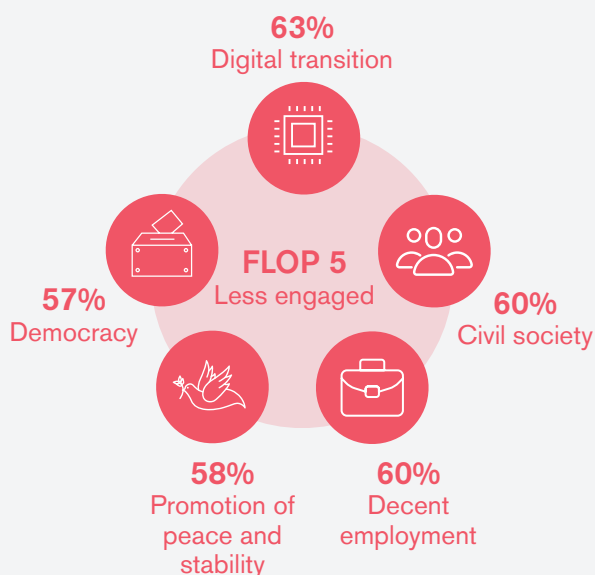 63%
Digital transition
FLOP 5
Less engaged
57%
Democracy
60%
Civil society
58%
Promotion of
peace and
stability
60%
Decent
employment